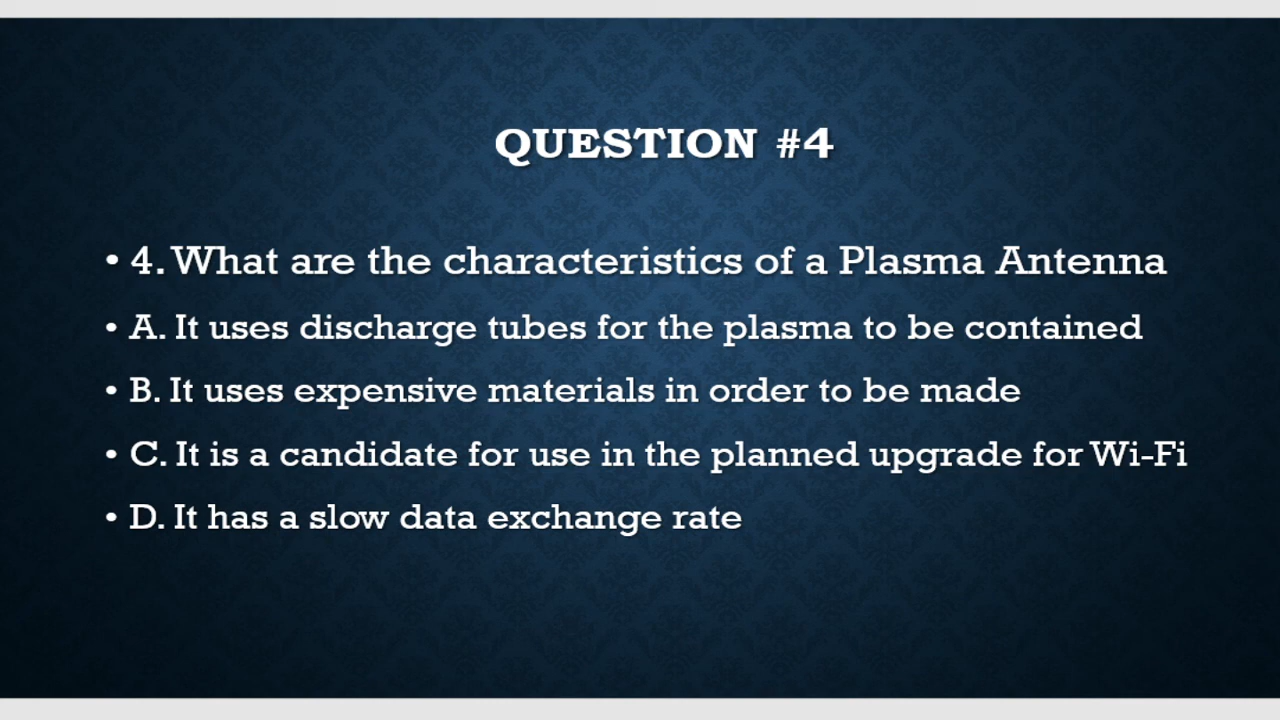 QUESTION #4
• 4. What are the characteristics of a Plasma Antenna
• A. It uses discharge tubes for the plasma to be contained
• B. It uses expensive materials in order to be made
• C. It is a candidate for use in the planned upgrade for Wi-Fi
• D. It has a slow data exchange rate